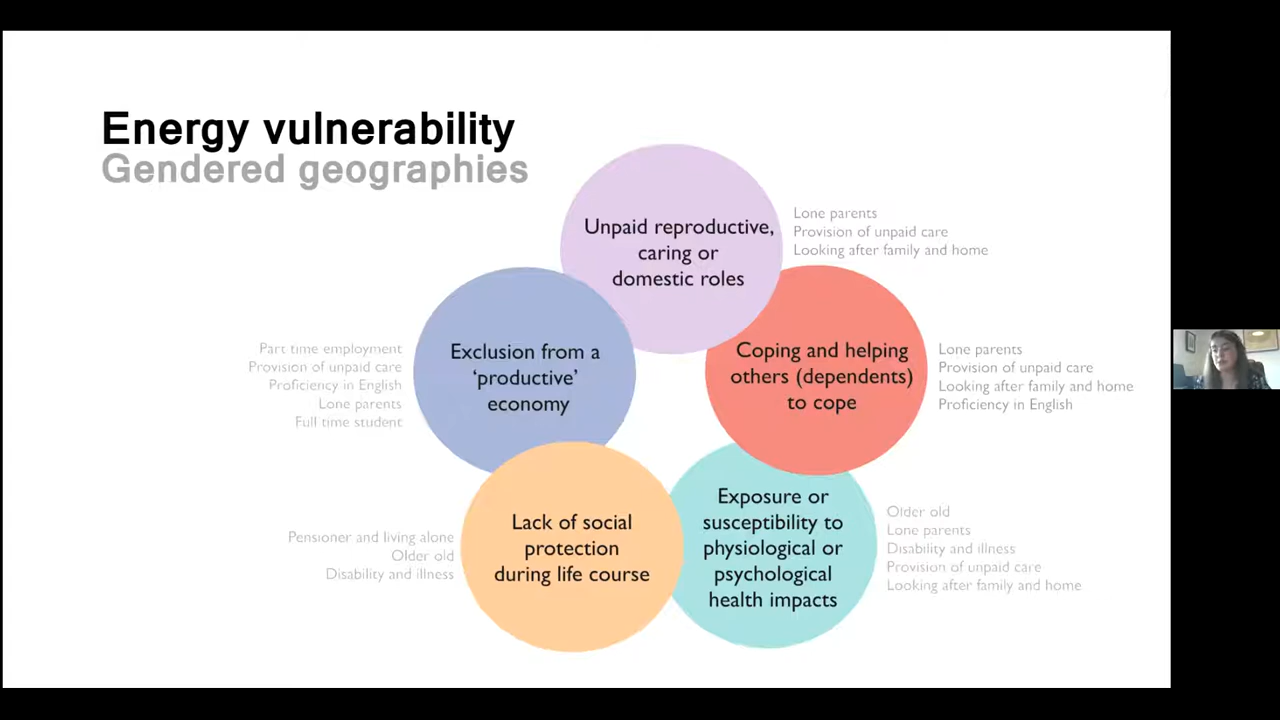 Energy vulnerability
Gendered geographies
Unpaid reproductive,
caring or
domestic roles
Lone parents
Provision of unpaid care
Looking after family and home
Coping and helping
others (dependents)
to cope
Lone parents
Provision of unpaid care
Looking after family and home
Proficiency in English
Exposure or
susceptibility to
physiological or
psychological
health impacts
Older old
Lone parents
Disability and illness
Provision of unpaid care
Looking after family and home
Lack of social
protection
during life course
Pensioner and living alone
Older old
Disability and illness
Exclusion from a
‘productive’
economy
Part time employment
Provision of unpaid care
Proficiency in English
Lone parents
Full time student